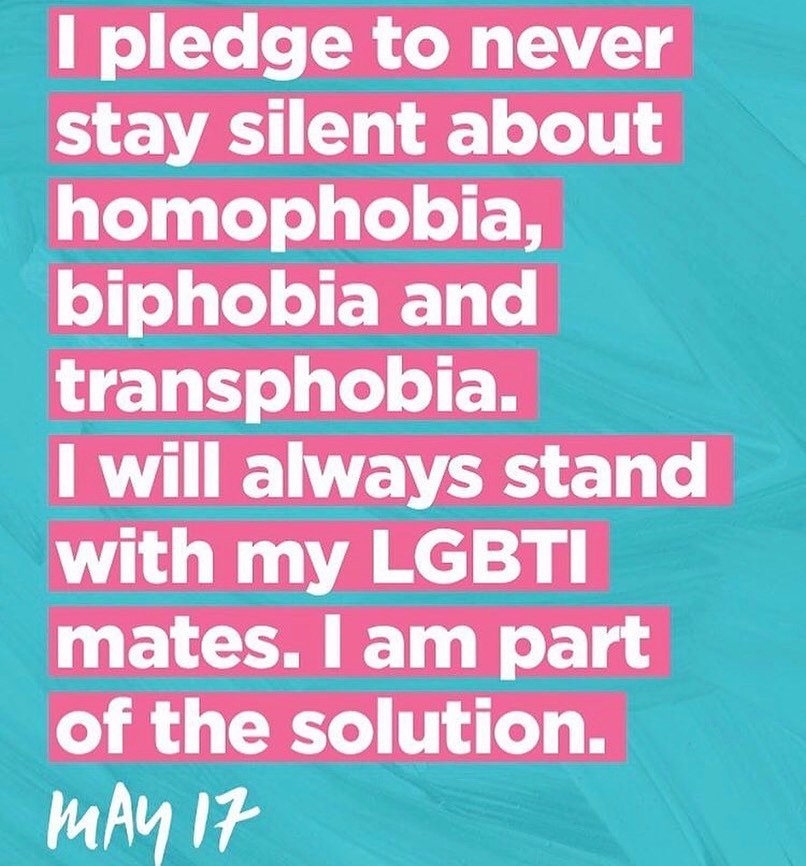 I pledge to never
stay silent about
homophobia,
biphobia and
transphobia.
I will always stand
with my LGBTI
mates. I am part
of the solution.
MAY 17